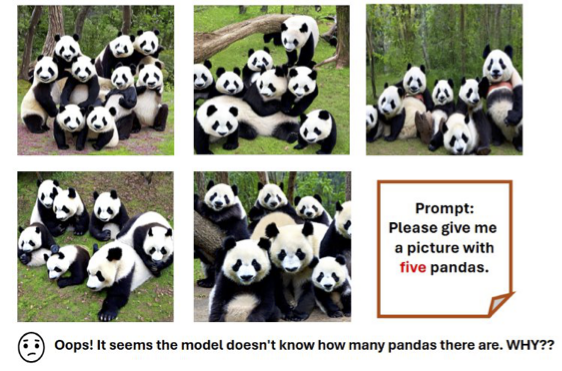 Prompt:
Please give me
a picture with
five pandas.
Oops! It seems the model doesn't know how many pandas there are. WHY??